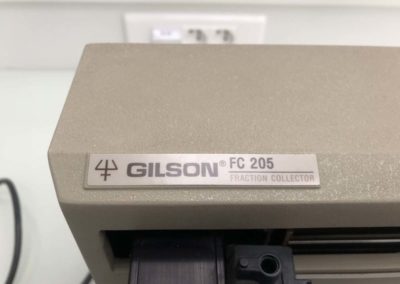 GILSON® FC 205
FRACTION COLLECTOR